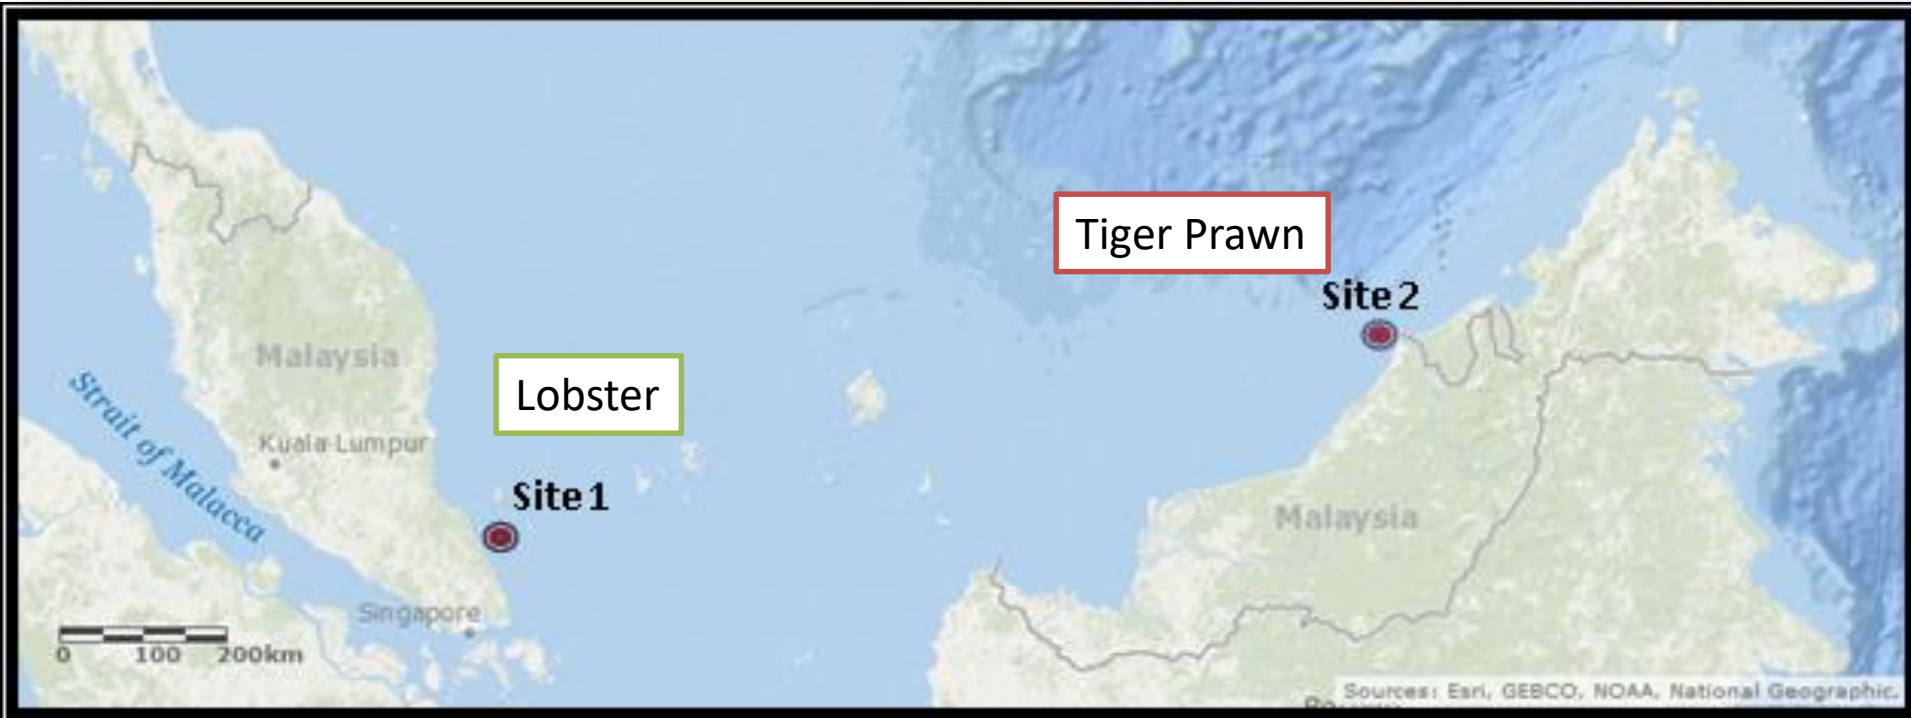 Tiger Prawn
Site 2
Malaysia
Lobster
Strait of Malacca
Kuala Lumpur
Site 1
Malaysia
Singapore
0 100 200km
Sources: Esri, GEBCO, NOAA, National Geographic,